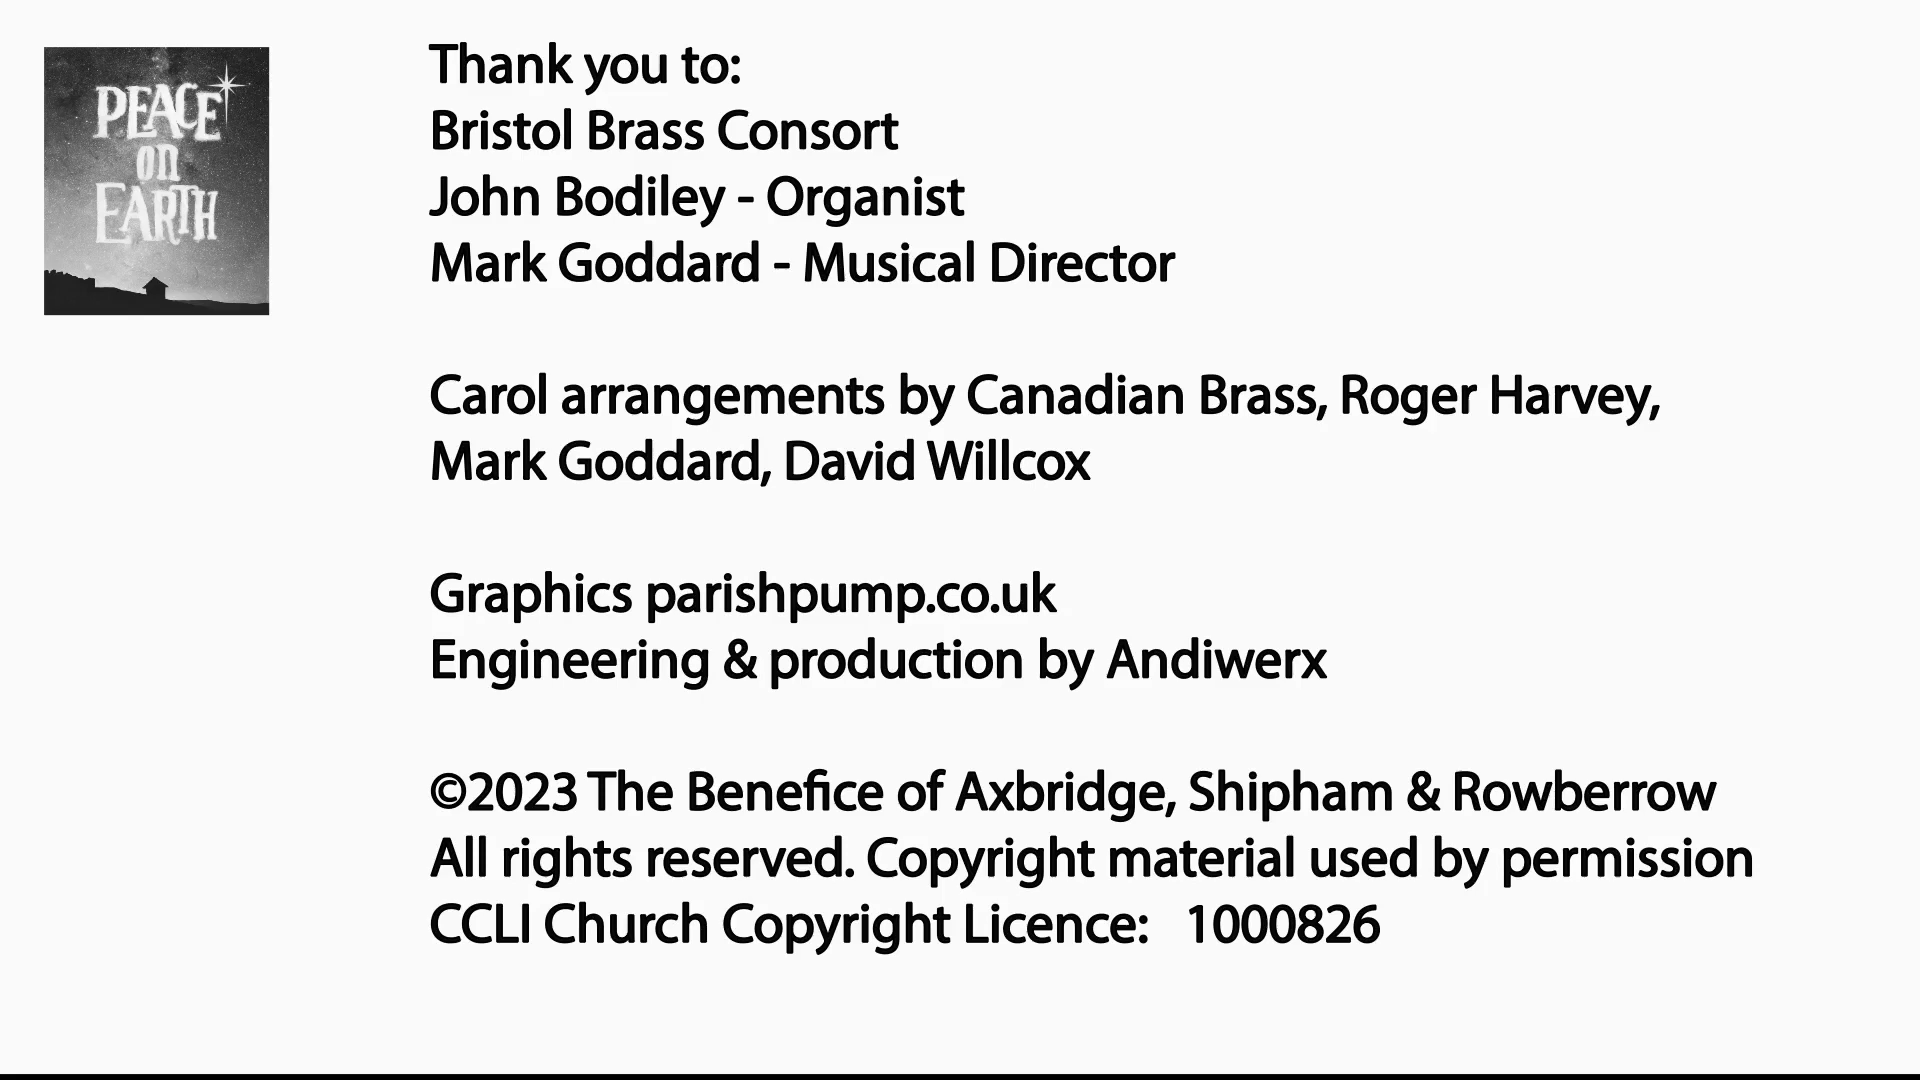 PEACE
on
EARTH
Thank you to:
Bristol Brass Consort
John Bodiley - Organist
Mark Goddard - Musical Director
Carol arrangements by Canadian Brass, Roger Harvey,
Mark Goddard, David Willcox
Graphics parishpump.co.uk
Engineering & production by Andiwerx
©2023 The Benefice of Axbridge, Shipham & Rowberrow
All rights reserved. Copyright material used by permission
CCLI Church Copyright Licence:   1000826